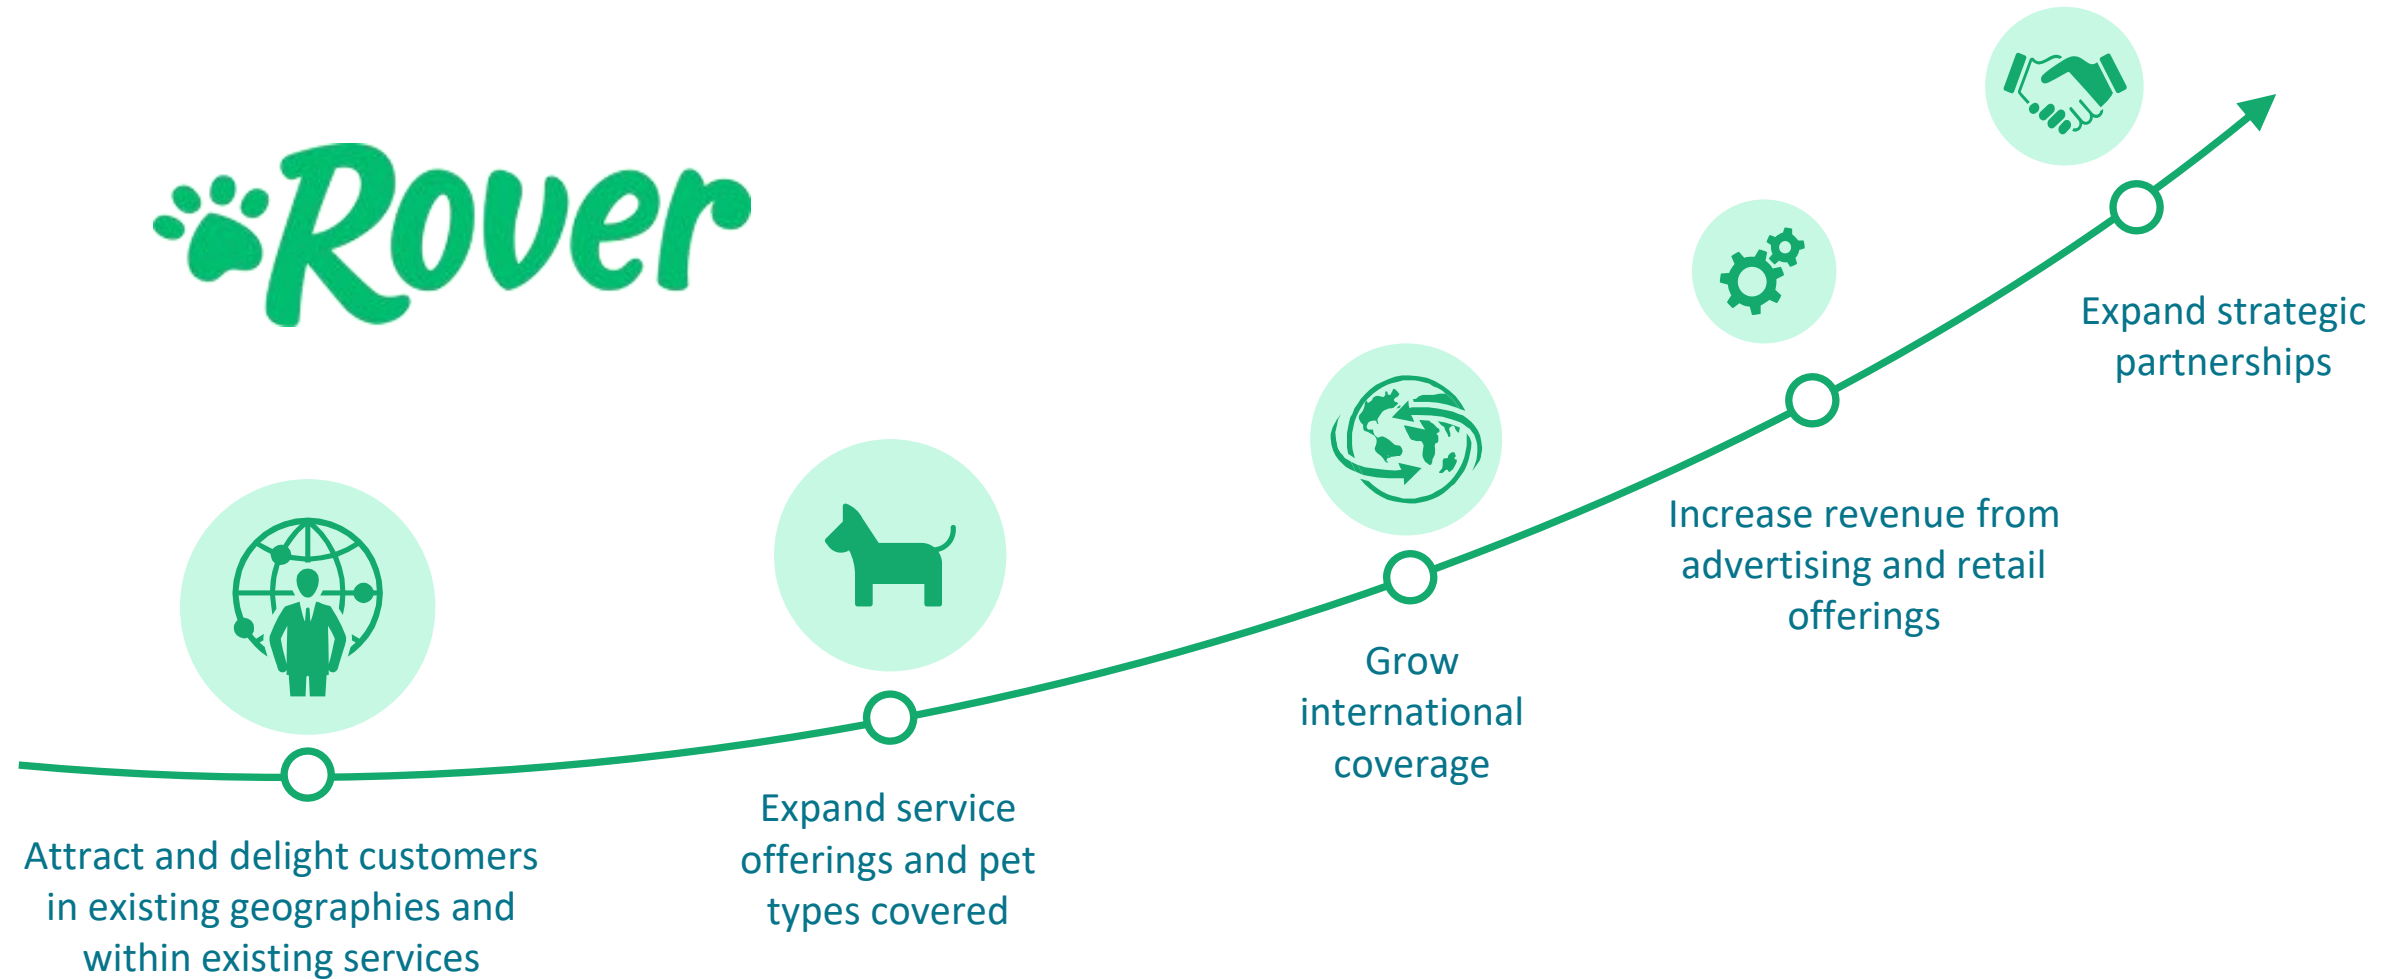 Rover
Attract and delight customers
in existing geographies and
within existing services
Expand service
offerings and pet
types covered
Grow
international
coverage
Increase revenue from
advertising and retail
offerings
Expand strategic
partnerships